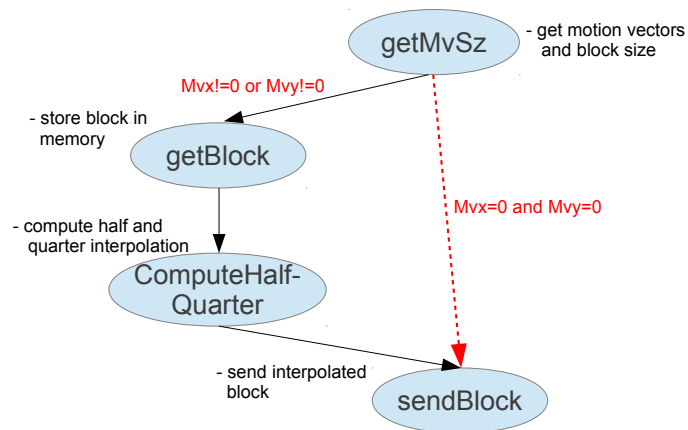 getMvSz
- get motion vectors
and block size
Mvx!=0 or Mvy!=0
- store block in
memory
getBlock
Mvx=0 and Mvy=0
- compute half and
quarter interpolation
ComputeHalf-
Quarter
- send interpolated
block
sendBlock